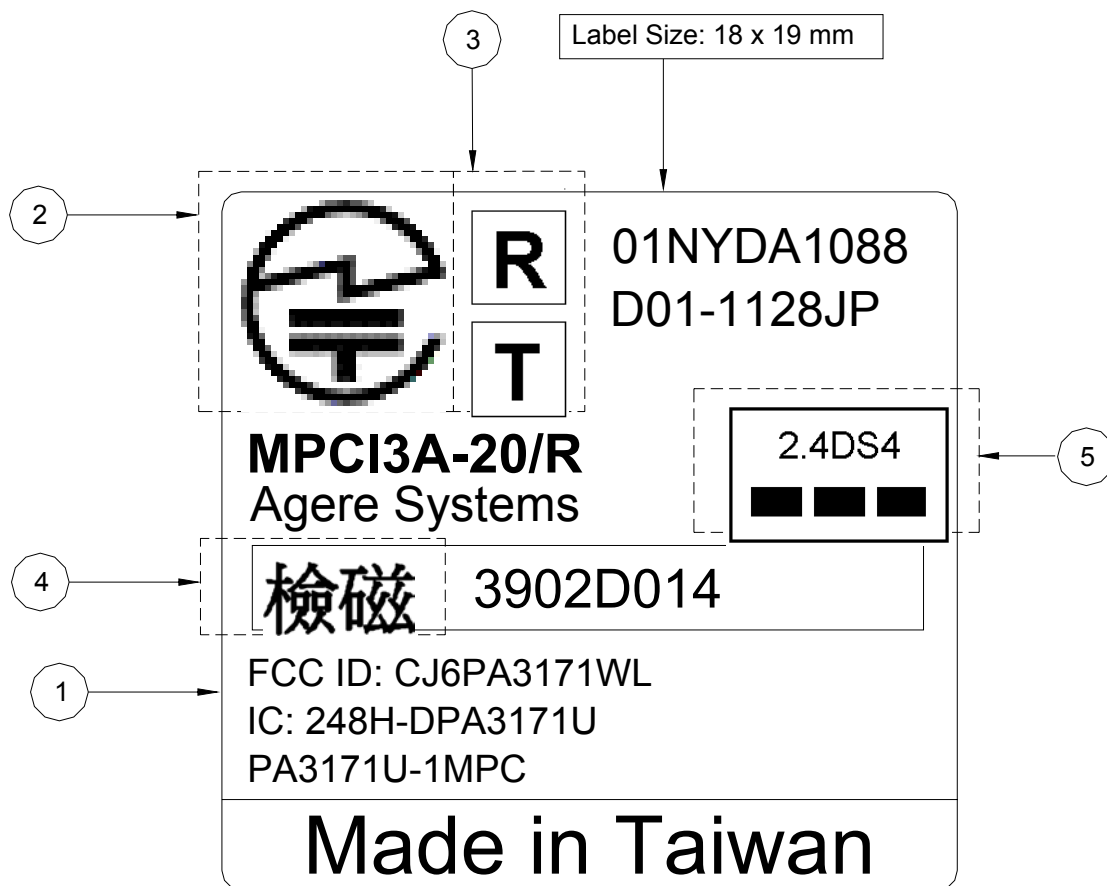 3
Label Size: 18 x 19 mm
2
R
01NYDA1088
D01-1128JP
T
MPCI3A-20/R
Agere Systems
2.4DS4
5
4
檢磁
3902D014
1
FCC ID: CJ6PA3171WL
IC: 248H-DPA3171U
PA3171U-1MPC
Made in Taiwan